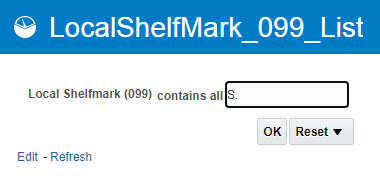 LocalShelfMark_099_List
Local Shelfmark (099) contains all S.
OK Reset
Edit - Refresh